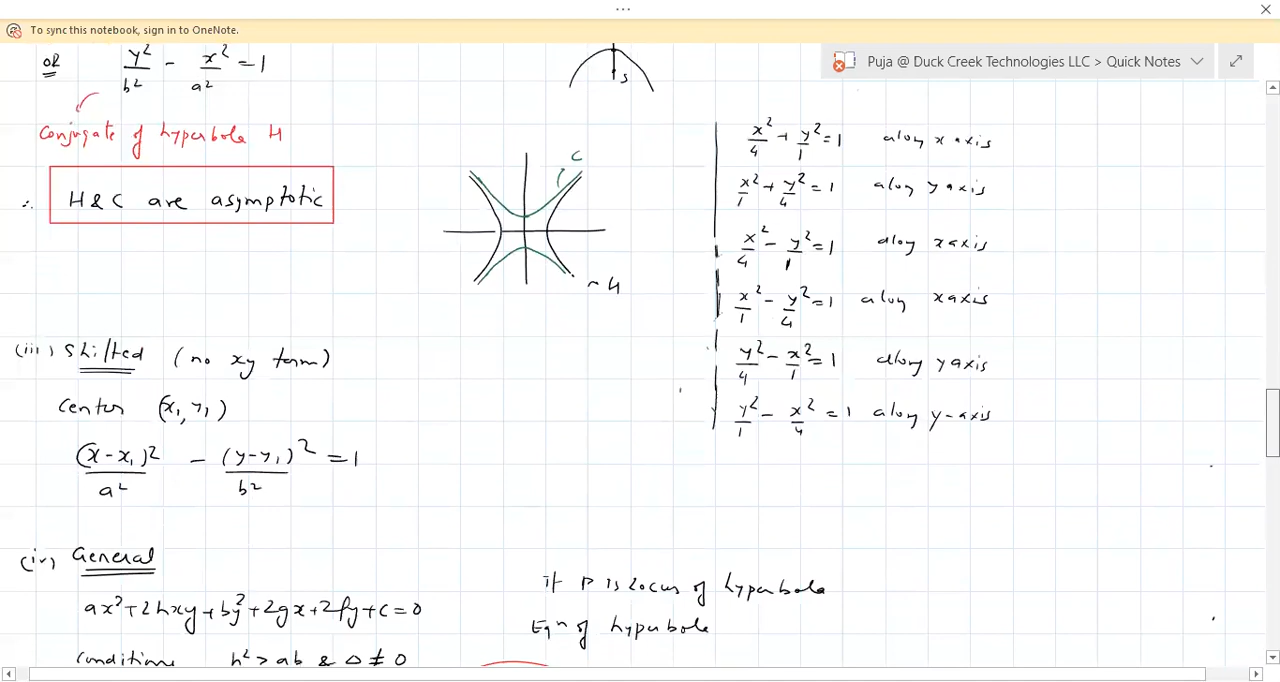 To sync this notebook, sign in to OneNote.
Puja @ Duck Creek Technologies LLC > Quick Notes
OR y²/b² - x²/a² = 1
Conjugate of hyperbola H
∴ H & C are asymptotic
S
C
~ H
x²/4 + y²/1 = 1 along x axis
x²/1 + y²/4 = 1 along y axis
x²/4 - y²/1 = 1 along x axis
x²/1 - y²/4 = 1 along x axis
y²/4 - x²/1 = 1 along y axis
y²/1 - x²/4 = 1 along y-axis
(iii) Shifted (no xy term)
Center (x₁, y₁)
(x-x₁)²/a² - (y-y₁)²/b² = 1
(iv) General
ax²+2hxy+by²+2gx+2fy+c=0
Conditions h² > ab & Δ ≠ 0
If P is locus of hyperbola
Eqⁿ of hyperbola